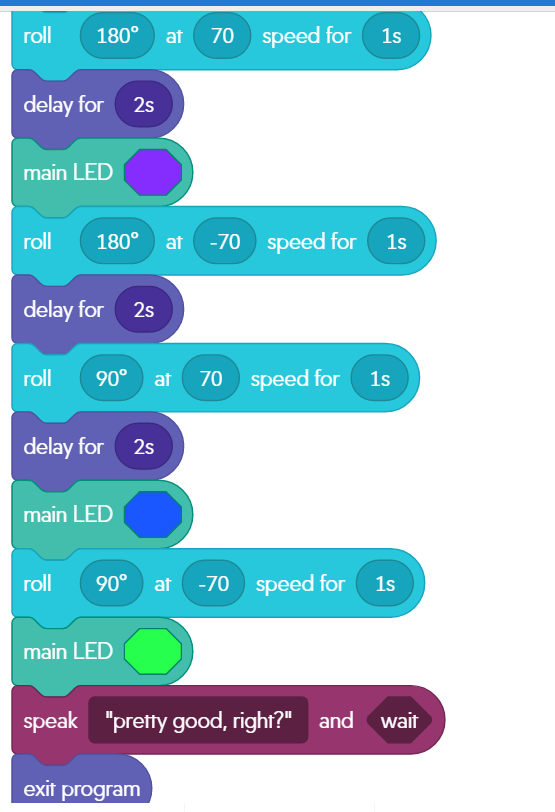 roll 180° at 70 speed for 1s
delay for 2s
main LED
roll 180° at -70 speed for 1s
delay for 2s
roll 90° at 70 speed for 1s
delay for 2s
main LED
roll 90° at -70 speed for 1s
main LED
speak "pretty good, right?" and wait
exit program